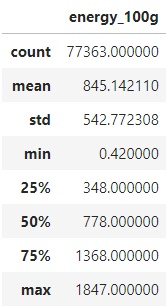 energy_100g
count 77363.000000
mean 845.142110
std 542.772308
min 0.420000
25% 348.000000
50% 778.000000
75% 1368.000000
max 1847.000000